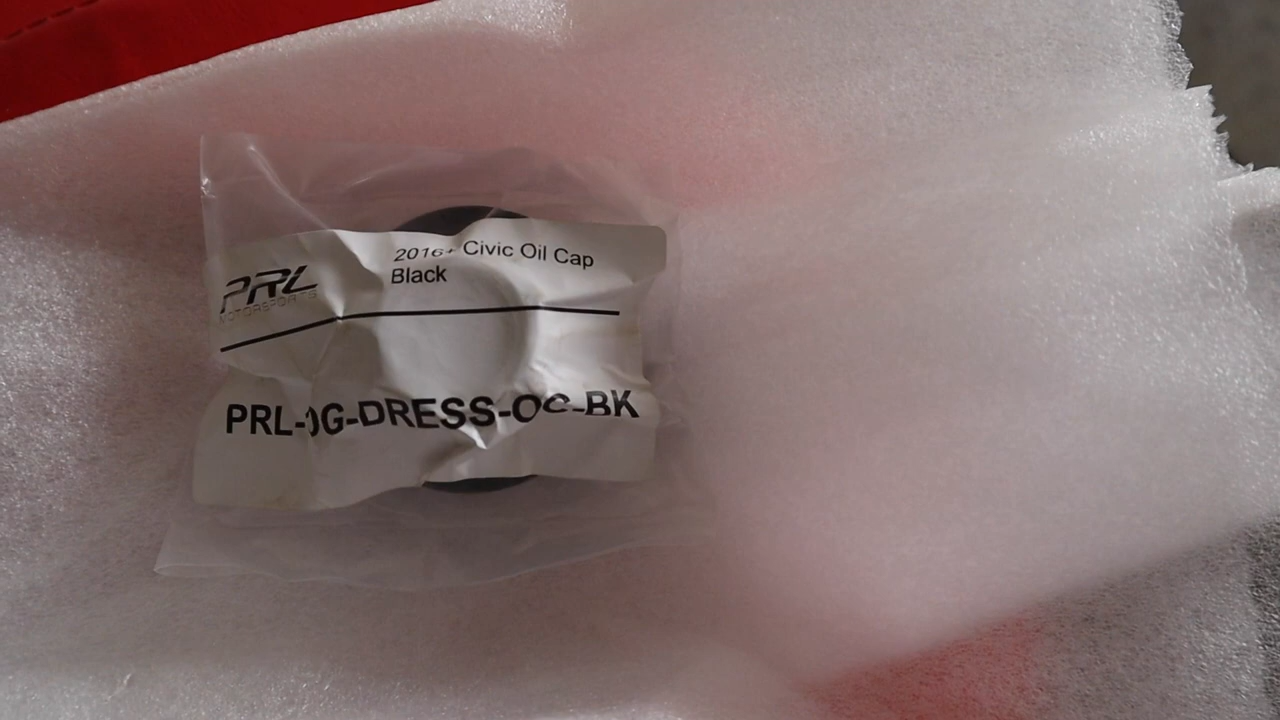 PRL
MOTORSPORTS
2016+ Civic Oil Cap
Black
PRL-OG-DRESS-OC-BK